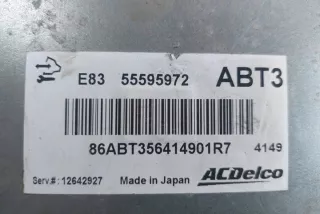 E83 55595972 ABT3
86ABT356414901R7 4149
Serv.#: 12642927 Made in Japan ACDelco